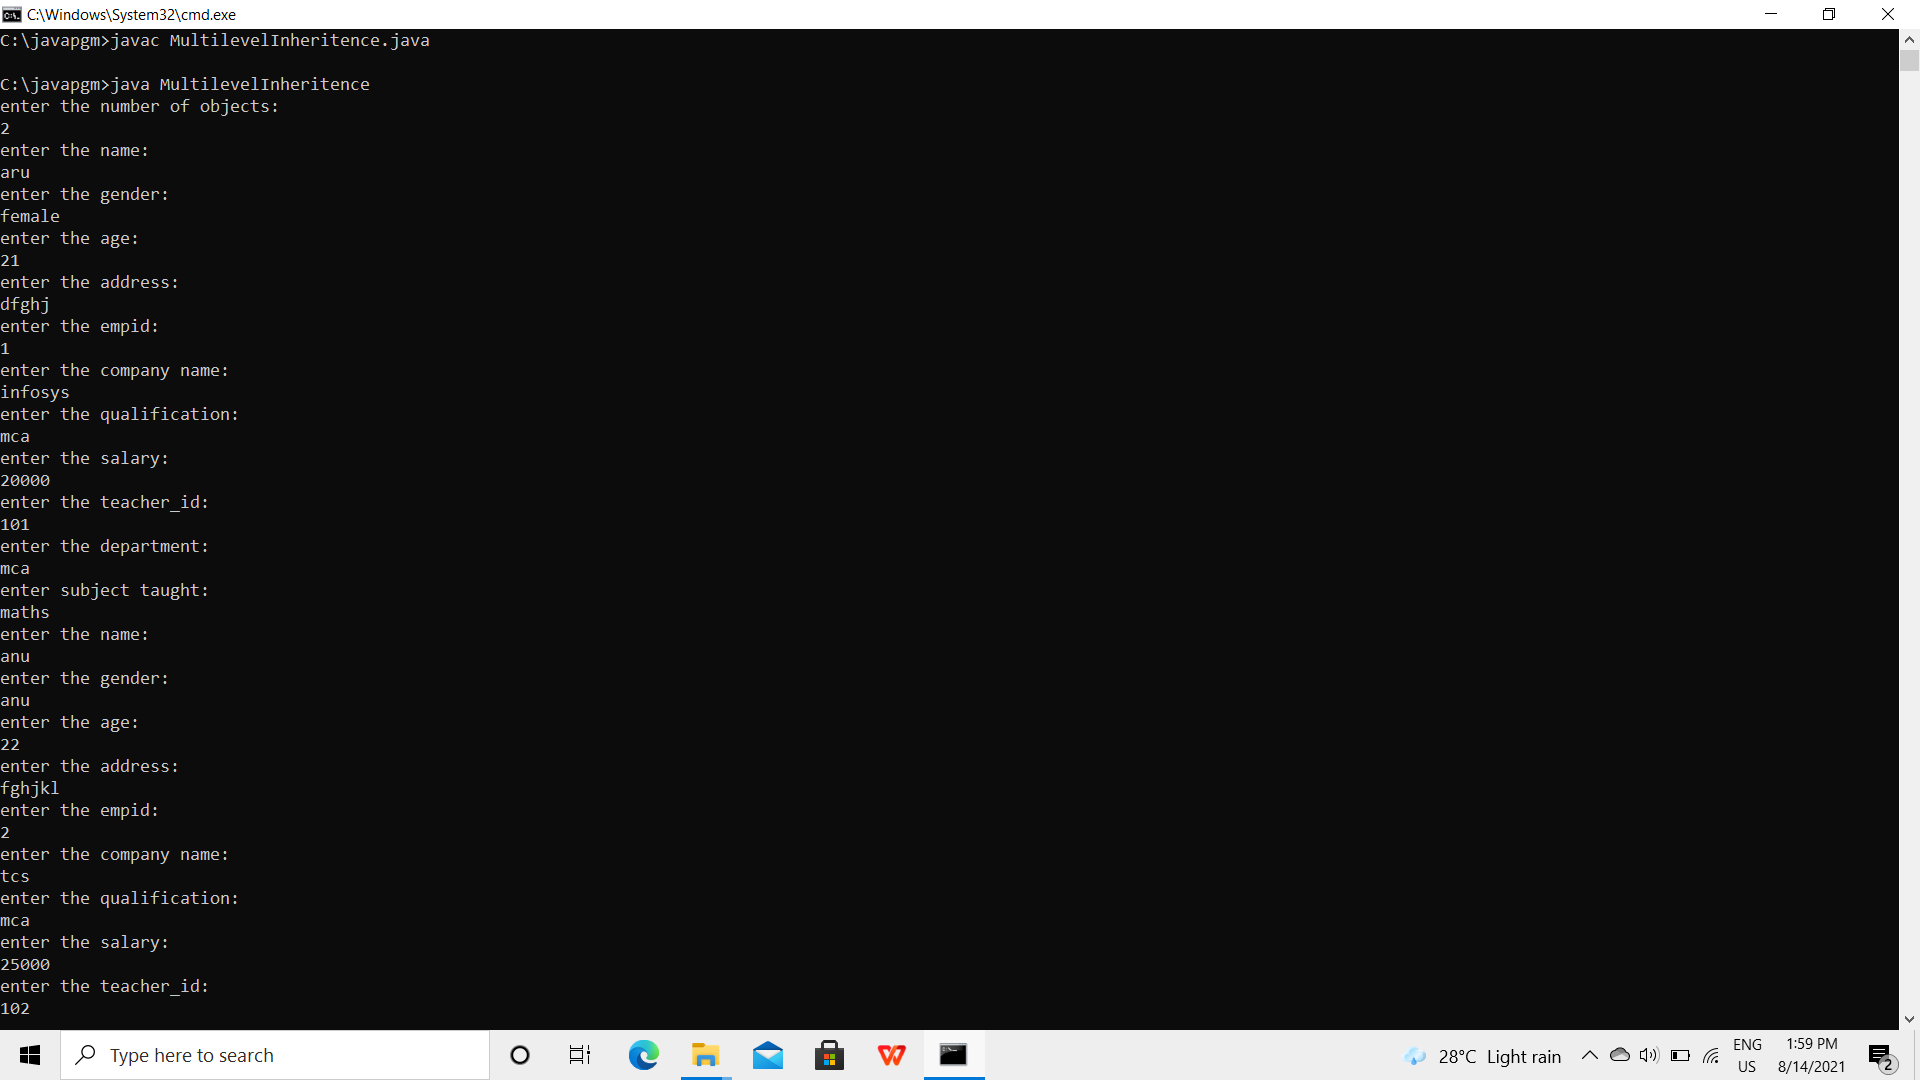 C:\Windows\System32\cmd.exe
C:\javapgm>javac MultilevelInheritence.java
C:\javapgm>java MultilevelInheritence
enter the number of objects:
2
enter the name:
aru
enter the gender:
female
enter the age:
21
enter the address:
dfghj
enter the empid:
1
enter the company name:
infosys
enter the qualification:
mca
enter the salary:
20000
enter the teacher_id:
101
enter the department:
mca
enter subject taught:
maths
enter the name:
anu
enter the gender:
anu
enter the age:
22
enter the address:
fghjkl
enter the empid:
2
enter the company name:
tcs
enter the qualification:
mca
enter the salary:
25000
enter the teacher_id:
102
Type here to search
28°C Light rain
ENG
US
1:59 PM
8/14/2021
2